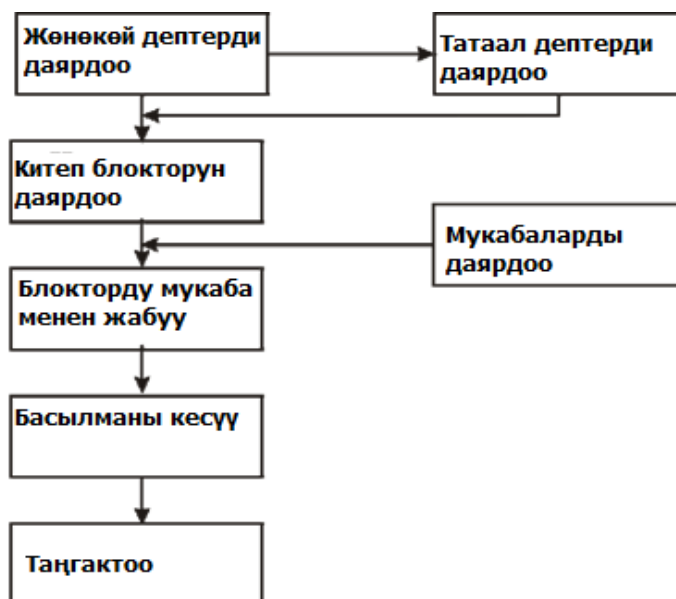 Жөнөкөй дептерди
даярдоо
Татаал дептерди
даярдоо
Китеп блокторун
даярдоо
Мукабаларды
даярдоо
Блокторду мукаба
менен жабуу
Басылманы кесүү
Таңгактоо